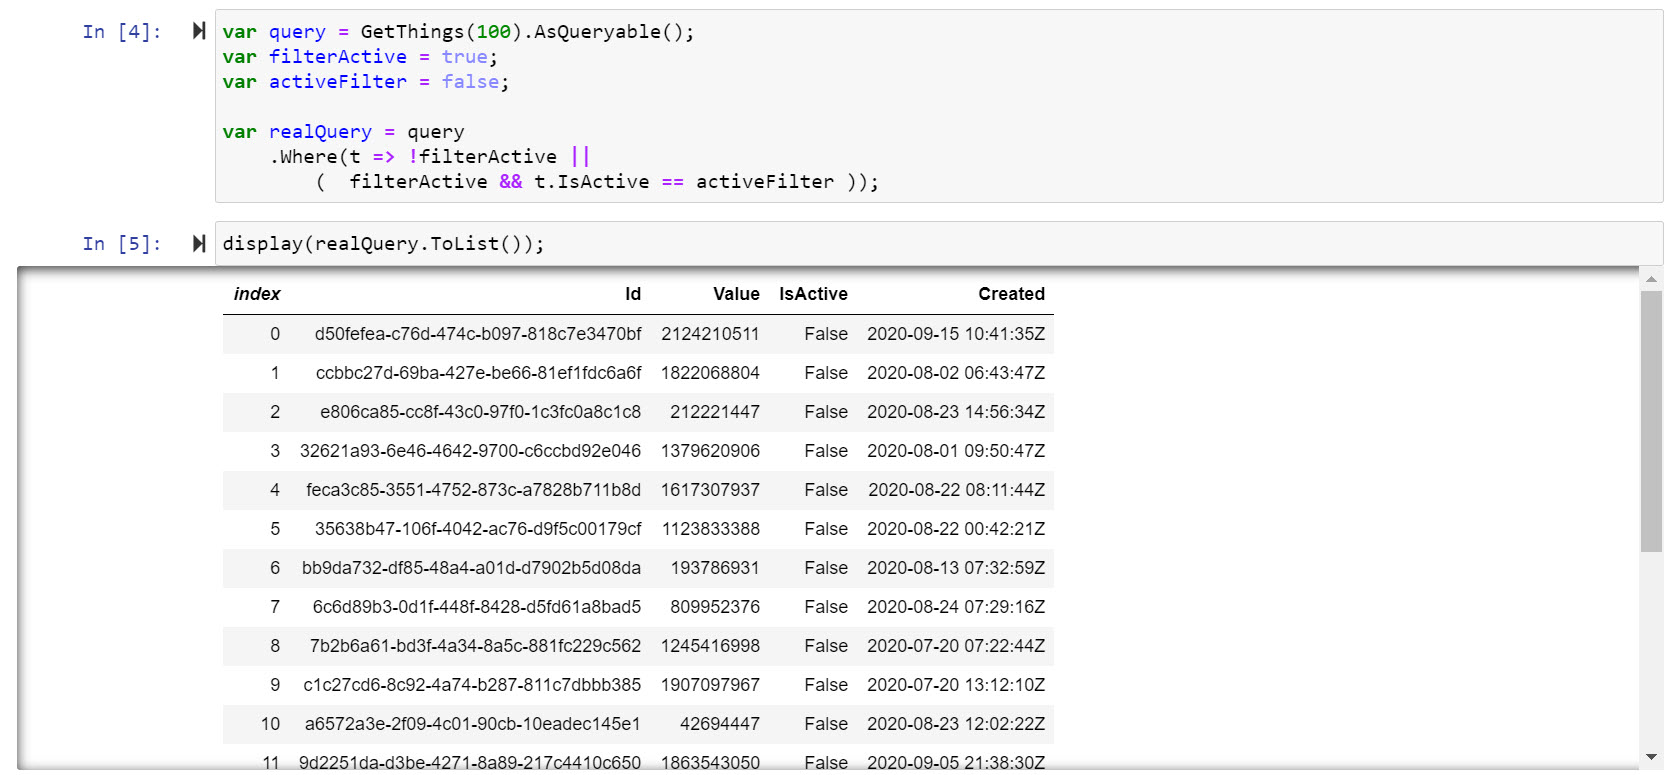 In [4]:
var query = GetThings(100).AsQueryable();
var filterActive = true;
var activeFilter = false;
var realQuery = query
.Where(t => !filterActive ||
( filterActive && t.IsActive == activeFilter ));
In [5]:
display(realQuery.ToList());
index Id Value IsActive Created
0 d50fefea-c76d-474c-b097-818c7e3470bf 2124210511 False 2020-09-15 10:41:35Z
1 ccbbc27d-69ba-427e-be66-81ef1fdc6a6f 1822068804 False 2020-08-02 06:43:47Z
2 e806ca85-cc8f-43c0-97f0-1c3fc0a8c1c8 212221447 False 2020-08-23 14:56:34Z
3 32621a93-6e46-4642-9700-c6ccbd92e046 1379620906 False 2020-08-01 09:50:47Z
4 feca3c85-3551-4752-873c-a7828b711b8d 1617307937 False 2020-08-22 08:11:44Z
5 35638b47-106f-4042-ac76-d9f5c00179cf 1123833388 False 2020-08-22 00:42:21Z
6 bb9da732-df85-48a4-a01d-d7902b5d08da 193786931 False 2020-08-13 07:32:59Z
7 6c6d89b3-0d1f-448f-8428-d5fd61a8bad5 809952376 False 2020-08-24 07:29:16Z
8 7b2b6a61-bd3f-4a34-8a5c-881fc229c562 1245416998 False 2020-07-20 07:22:44Z
9 c1c27cd6-8c92-4a74-b287-811c7dbbb385 1907097967 False 2020-07-20 13:12:10Z
10 a6572a3e-2f09-4c01-90cb-10eadec145e1 42694447 False 2020-08-23 12:02:22Z
11 9d2251da-d3be-4271-8a89-217c4410c650 1863543050 False 2020-09-05 21:38:30Z